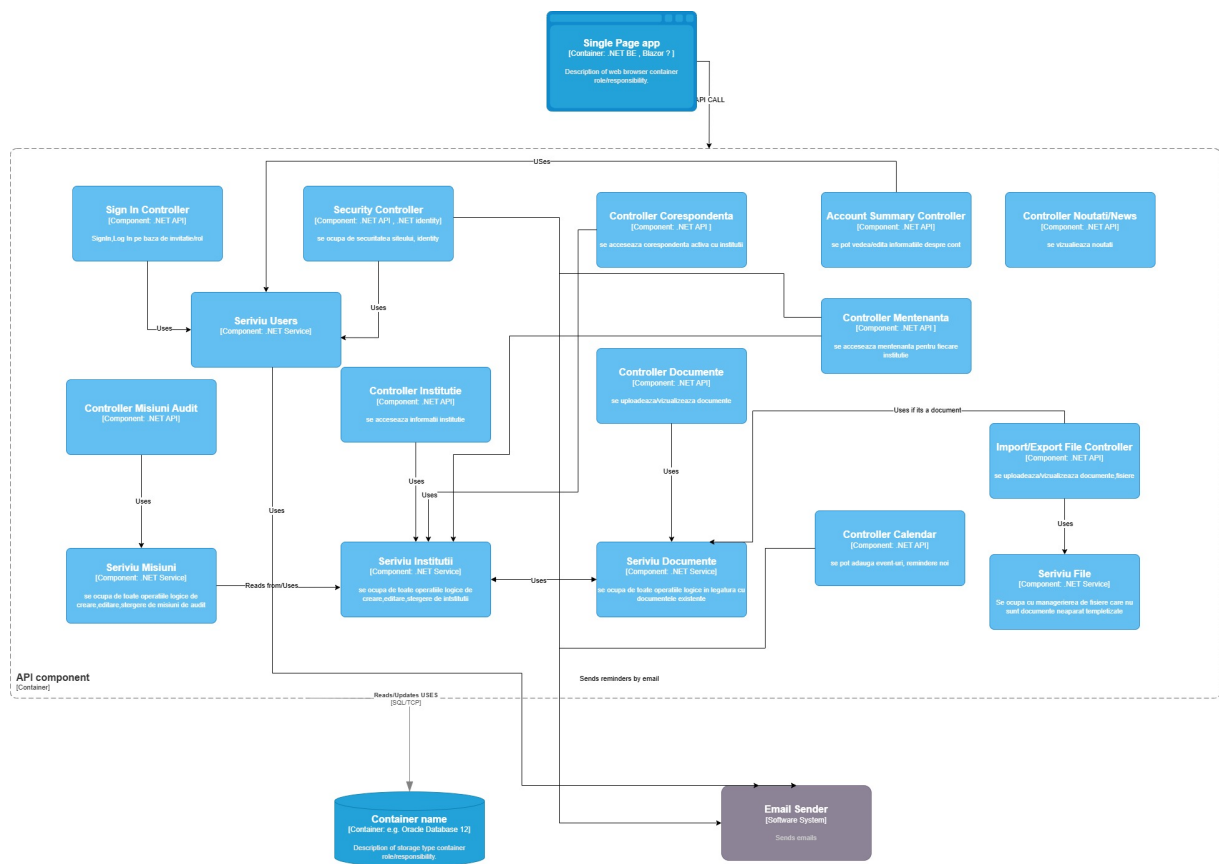 Single Page app
[Container: .NET BE , Blazor ? ]
Description of web browser container
role/responsibility.
API CALL
USes
Sign In Controller
[Component: .NET API]
SignIn,Log In pe baza de invitatie/rol
Security Controller
[Component: .NET API , .NET identity]
se ocupa de securitatea siteului, identity
Controller Corespondenta
[Component: .NET API ]
se acceseaza corespondenta activa cu institutii
Account Summary Controller
[Component: .NET API]
se pot vedea/edita informatiile despre cont
Controller Noutati/News
[Component: .NET API]
se vizualieaza noutati
Uses
Uses
Seriviu Users
[Component: .NET Service]
Controller Mentenanta
[Component: .NET API ]
se acceseaza mentenanta pentru fiecare
institutie
Controller Misiuni Audit
[Component: .NET API]
Controller Institutie
[Component: .NET API]
se acceseaza informatii institutie
Controller Documente
[Component: .NET API]
se uploadeaza/vizualizeaza documente
Uses if its a document
Import/Export File Controller
[Component: .NET API]
se uploadeaza/vizualizeaza documente,fisiere
Uses
Uses
Uses
Uses
Uses
Uses
Controller Calendar
[Component: .NET API]
se pot adauga event-uri, remindere noi
Seriviu Misiuni
[Component: .NET Service]
se ocupa de toate operatiile logice de
creare,editare,stergere de misiuni de audit
Reads from/Uses
Seriviu Institutii
[Component: .NET Service]
se ocupa de toate operatiile logice de
creare,editare,stergere de intstitutii
Uses
Seriviu Documente
[Component: .NET Service]
se ocupa de toate operatiile logice in legatura cu
documentele existente
Seriviu File
[Component: .NET Service]
Se ocupa cu managerierea de fisiere care nu
sunt documente neaparat templetizate
API component
[Container]
Sends reminders by email
Reads/Updates USES
[SQL/TCP]
Container name
[Container: e.g. Oracle Database 12]
Description of storage type container
role/responsibility.
Email Sender
[Software System]
Sends emails